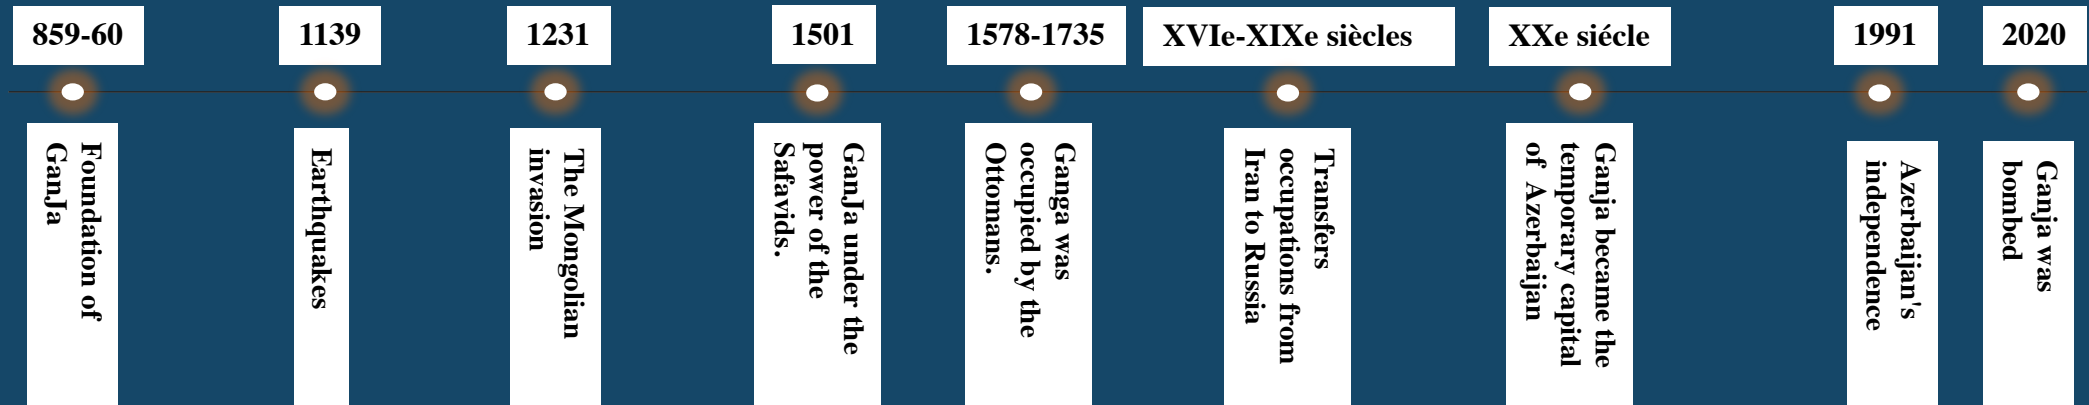 859-60
1139
1231
1501
1578-1735
XVIe-XIXe siècles
XXe siécle
1991
2020
Foundation of
GanJa
Earthquakes
The Mongolian
invasion
GanJa under the
power of the
Safavids.
Ganga was
occupied by the
Ottomans.
Transfers
occupations from
Iran to Russia
Ganja became the
temporary capital
of Azerbaijan
Azerbaijan's
independence
Ganja was
bombed